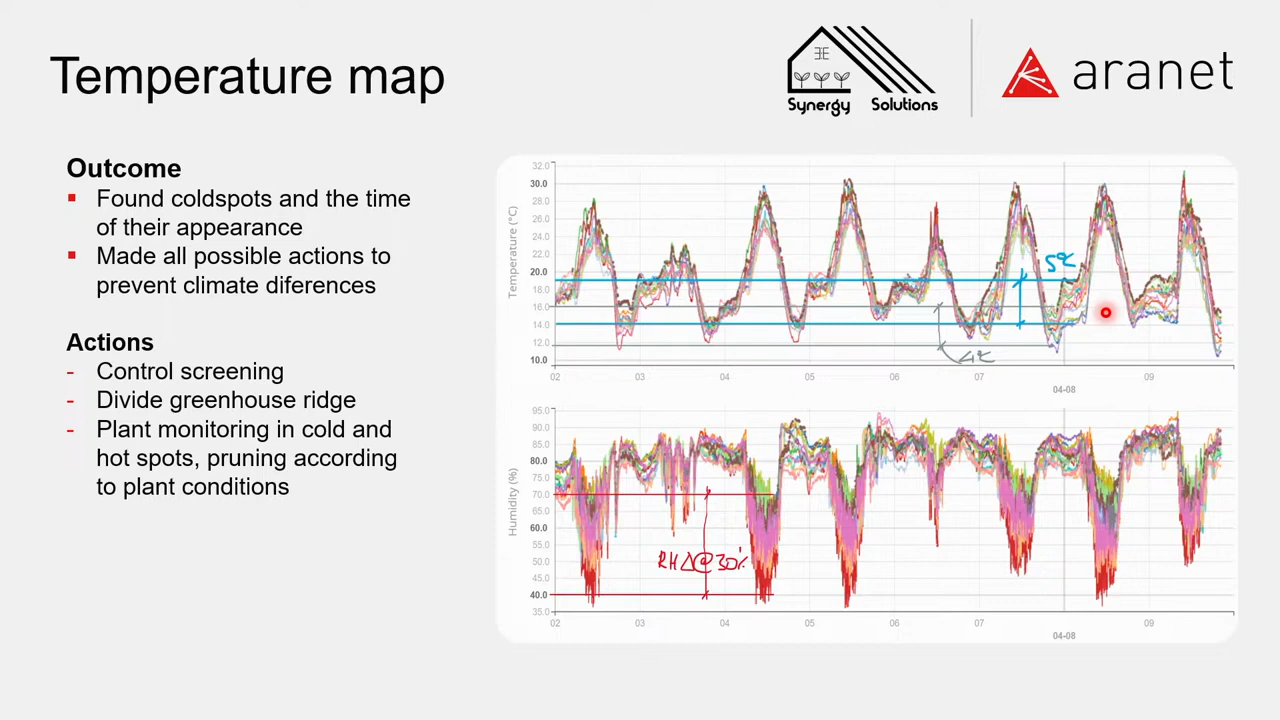 Temperature map
Synergy Solutions
aranet
Outcome
Found coldspots and the time
of their appearance
Made all possible actions to
prevent climate diferences
Actions
- Control screening
- Divide greenhouse ridge
- Plant monitoring in cold and
hot spots, pruning according
to plant conditions
Temperature (°C)
32.0
30.0
28.0
26.0
24.0
22.0
20.0
18.0
16.0
14.0
12.0
10.0
5°C
4°C
02 03 04 05 06 07 04-08 09
Humidity (%)
95.0
90.0
85.0
80.0
75.0
70.0
65.0
60.0
55.0
50.0
45.0
40.0
35.0
RH Δ@30%
02 03 04 05 06 07 04-08 09